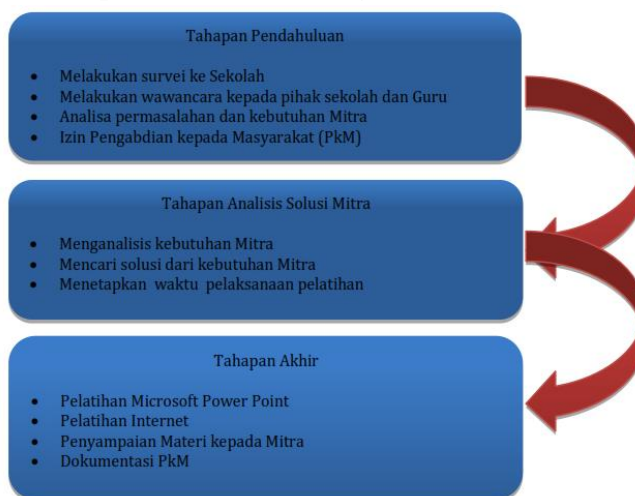 Tahapan Pendahuluan
• Melakukan survei ke Sekolah
• Melakukan wawancara kepada pihak sekolah dan Guru
• Analisa permasalahan dan kebutuhan Mitra
• Izin Pengabdian kepada Masyarakat (PkM)
Tahapan Analisis Solusi Mitra
• Menganalisis kebutuhan Mitra
• Mencari solusi dari kebutuhan Mitra
• Menetapkan waktu pelaksanaan pelatihan
Tahapan Akhir
• Pelatihan Microsoft Power Point
• Pelatihan Internet
• Penyampaian Materi kepada Mitra
• Dokumentasi PkM